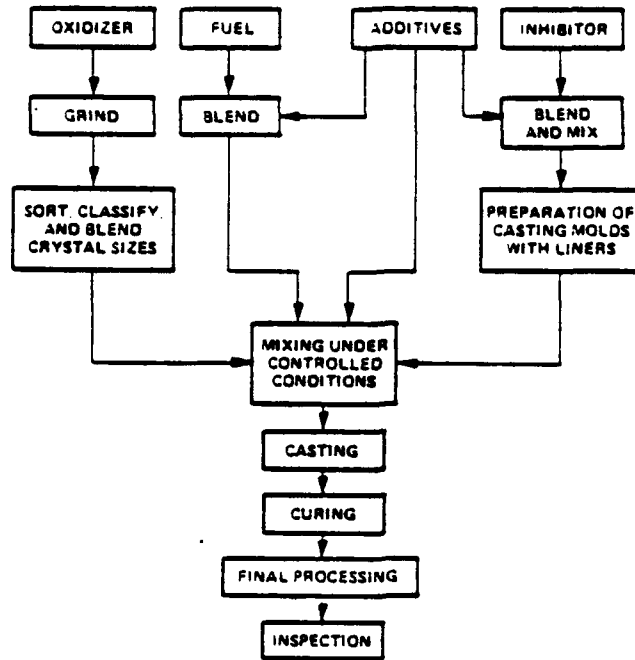 OXIDIZER
FUEL
ADDITIVES
INHIBITOR
GRIND
BLEND
BLEND
AND MIX
SORT, CLASSIFY,
AND BLEND
CRYSTAL SIZES
PREPARATION OF
CASTING MOLDS
WITH LINERS
MIXING UNDER
CONTROLLED
CONDITIONS
CASTING
CURING
FINAL PROCESSING
INSPECTION